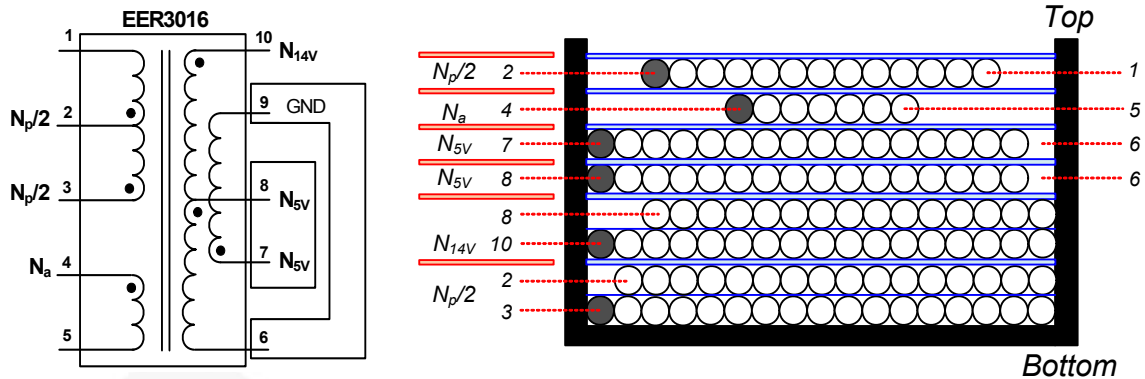 EER3016
1
10
N14V
2
Np/2
9
GND
3
Np/2
8
N5V
4
Na
7
N5V
5
6
Top
Np/2 2
1
Na 4
5
N5V 7
6
N5V 8
6
8
N14V 10
2
Np/2
3
Bottom